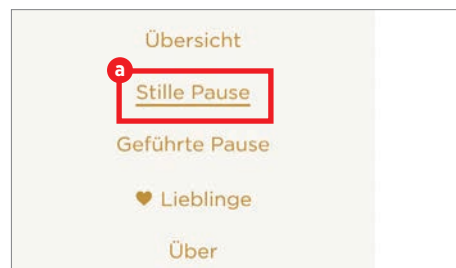 Übersicht
a
Stille Pause
Geführte Pause
♥ Lieblinge
Über